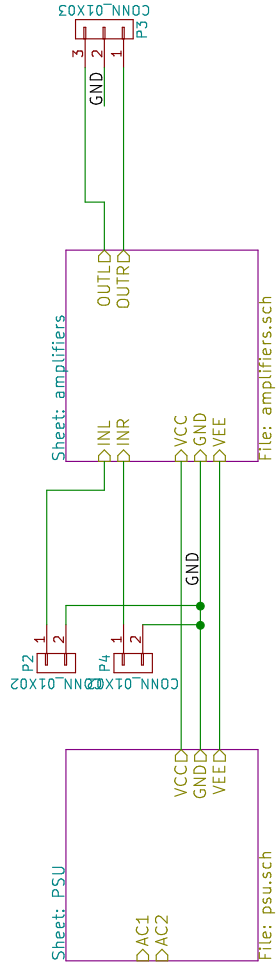 CONN_01X03
P3
3
2
1
GND
OUTL
OUTR
Sheet: amplifiers
File: amplifiers.sch
INL
INR
VCC
GND
VEE
GND
1
2
P2
CONN_01X02
1
2
P4
CONN_01X02
VCC
GND
VEE
Sheet: PSU
File: psu.sch
AC1
AC2